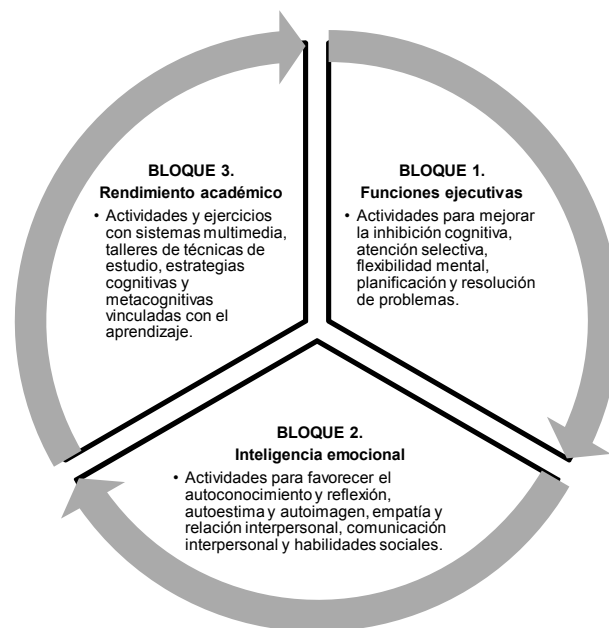 BLOQUE 3.
Rendimiento académico
• Actividades y ejercicios
con sistemas multimedia,
talleres de técnicas de
estudio, estrategias
cognitivas y
metacognitivas
vinculadas con el
aprendizaje.
BLOQUE 1.
Funciones ejecutivas
• Actividades para mejorar
la inhibición cognitiva,
atención selectiva,
flexibilidad mental,
planificación y resolución
de problemas.
BLOQUE 2.
Inteligencia emocional
• Actividades para favorecer el
autoconocimiento y reflexión,
autoestima y autoimagen, empatía y
relación interpersonal, comunicación
interpersonal y habilidades sociales.